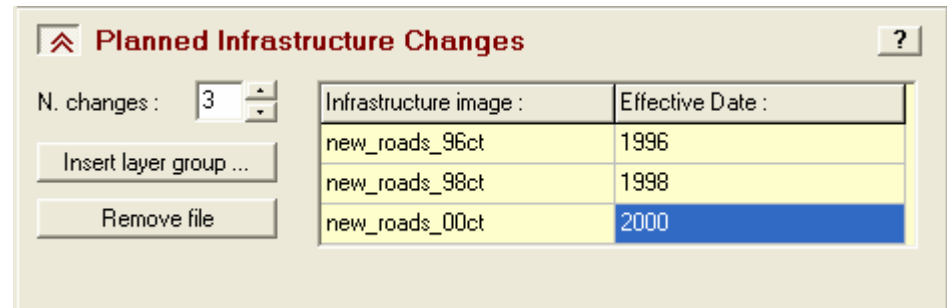 Planned Infrastructure Changes
?
N. changes :
3
Insert layer group ...
Remove file
Infrastructure image :
Effective Date :
new_roads_96ct
1996
new_roads_98ct
1998
new_roads_00ct
2000